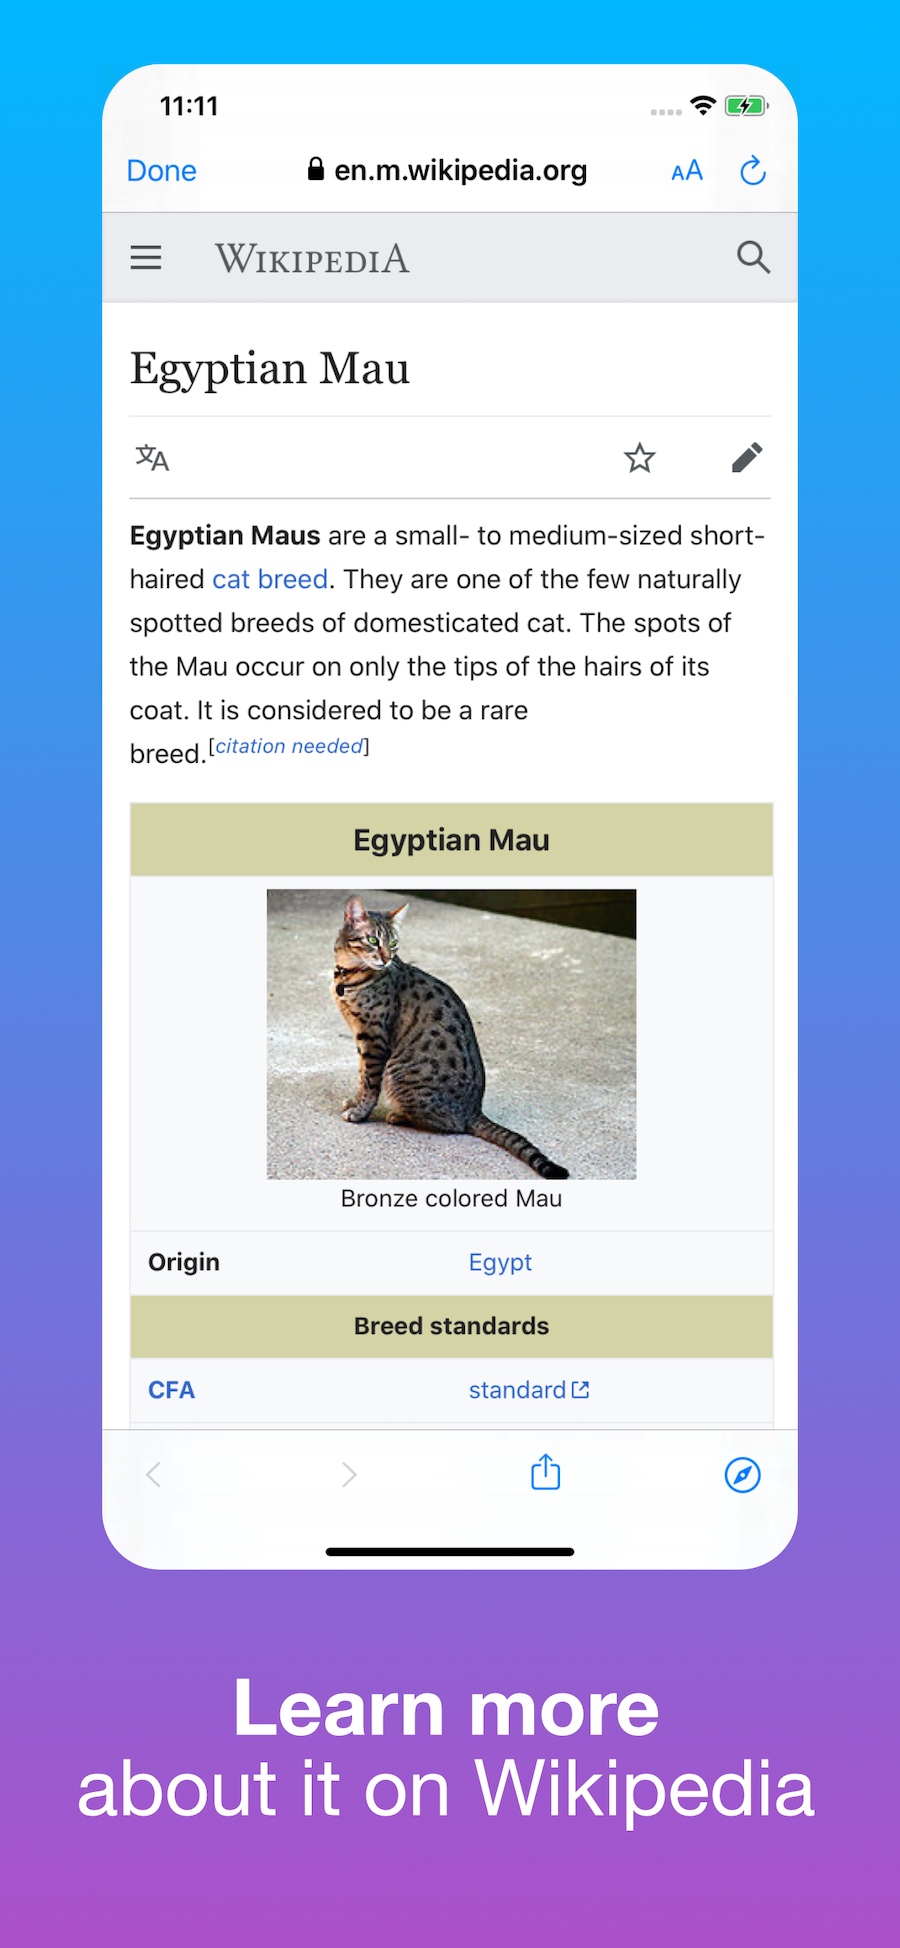 11:11
Done
en.m.wikipedia.org
AA
WIKIPEDIA
Egyptian Mau
文A
Egyptian Maus are a small- to medium-sized short-
haired cat breed. They are one of the few naturally
spotted breeds of domesticated cat. The spots of
the Mau occur on only the tips of the hairs of its
coat. It is considered to be a rare
breed.[citation needed]
Egyptian Mau
Bronze colored Mau
Origin Egypt
Breed standards
CFA standard
Learn more
about it on Wikipedia